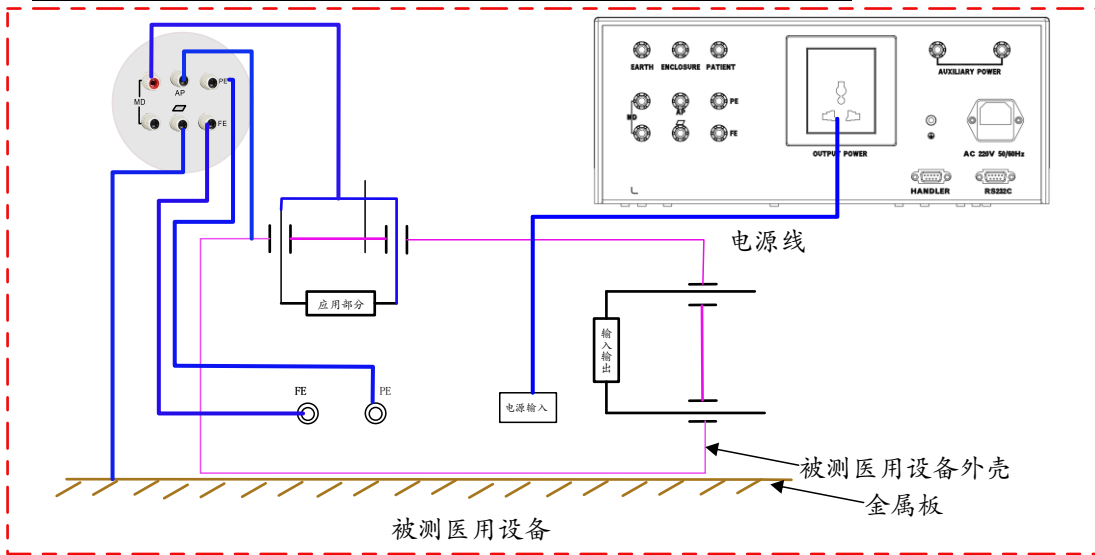 MD
AP
PE
FE
EARTH ENCLOSURE PATIENT
MD
AP
PE
FE
OUTPUT POWER
AUXILIARY POWER
AC 220V 50/60Hz
HANDLER
RS232C
电源线
应用部分
输入输出
FE
PE
电源输入
被测医用设备外壳
金属板
被测医用设备